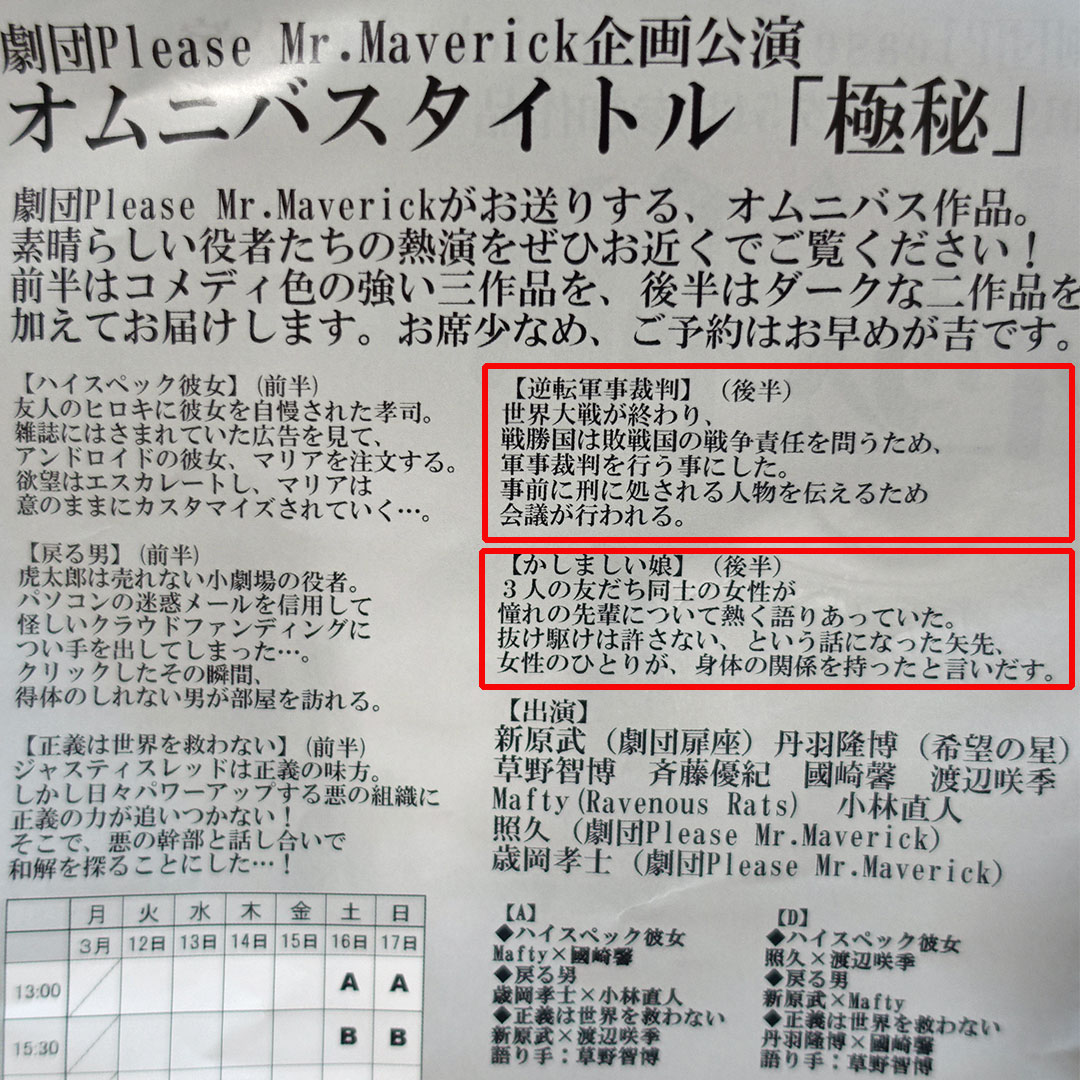 劇団Please Mr.Maverick企画公演
オムニバスタイトル「極秘」
劇団Please Mr.Maverickがお送りする、オムニバス作品。
素晴らしい役者たちの熱演をぜひお近くでご覧ください！
前半はコメディ色の強い三作品を、後半はダークな二作品を
加えてお届けします。お席少なめ、ご予約はお早めが吉です。
【ハイスペック彼女】(前半)
友人のヒロキに彼女を自慢された孝司。
雑誌にはさまれていた広告を見て、
アンドロイドの彼女、マリアを注文する。
欲望はエスカレートし、マリアは
意のままにカスタマイズされていく…。
【戻る男】(前半)
虎太郎は売れない小劇場の役者。
パソコンの迷惑メールを信用して
怪しいクラウドファンディングに
つい手を出してしまった…。
クリックしたその瞬間、
得体のしれない男が部屋を訪れる。
【正義は世界を救わない】(前半)
ジャスティスレッドは正義の味方。
しかし日々パワーアップする悪の組織に
正義の力が追いつかない！
そこで、悪の幹部と話し合いで
和解を探ることにした…！
【逆転軍事裁判】（後半）
世界大戦が終わり、
戦勝国は敗戦国の戦争責任を問うため、
軍事裁判を行う事にした。
事前に刑に処される人物を伝えるため
会議が行われる。
【かしましい娘】（後半）
３人の友だち同士の女性が
憧れの先輩について熱く語りあっていた。
抜け駆けは許さない、という話になった矢先、
女性のひとりが、身体の関係を持ったと言いだす。
【出演】
新原武（劇団扉座）丹羽隆博（希望の星）
草野智博 斉藤優紀 國崎馨 渡辺咲季
Mafty(Ravenous Rats) 小林直人
照久（劇団Please Mr.Maverick)
歳岡孝士（劇団Please Mr.Maverick)
月 火 水 木 金 土 日
3月 12日 13日 14日 15日 16日 17日
13:00 A A
15:30 B B
【A】
◆ハイスペック彼女
Mafty×國崎馨
◆戻る男
歳岡孝士×小林直人
◆正義は世界を救わない
新原武×渡辺咲季
語り手：草野智博
【D】
◆ハイスペック彼女
照久×渡辺咲季
◆戻る男
新原武×Mafty
◆正義は世界を救わない
丹羽隆博×國崎馨
語り手：草野智博